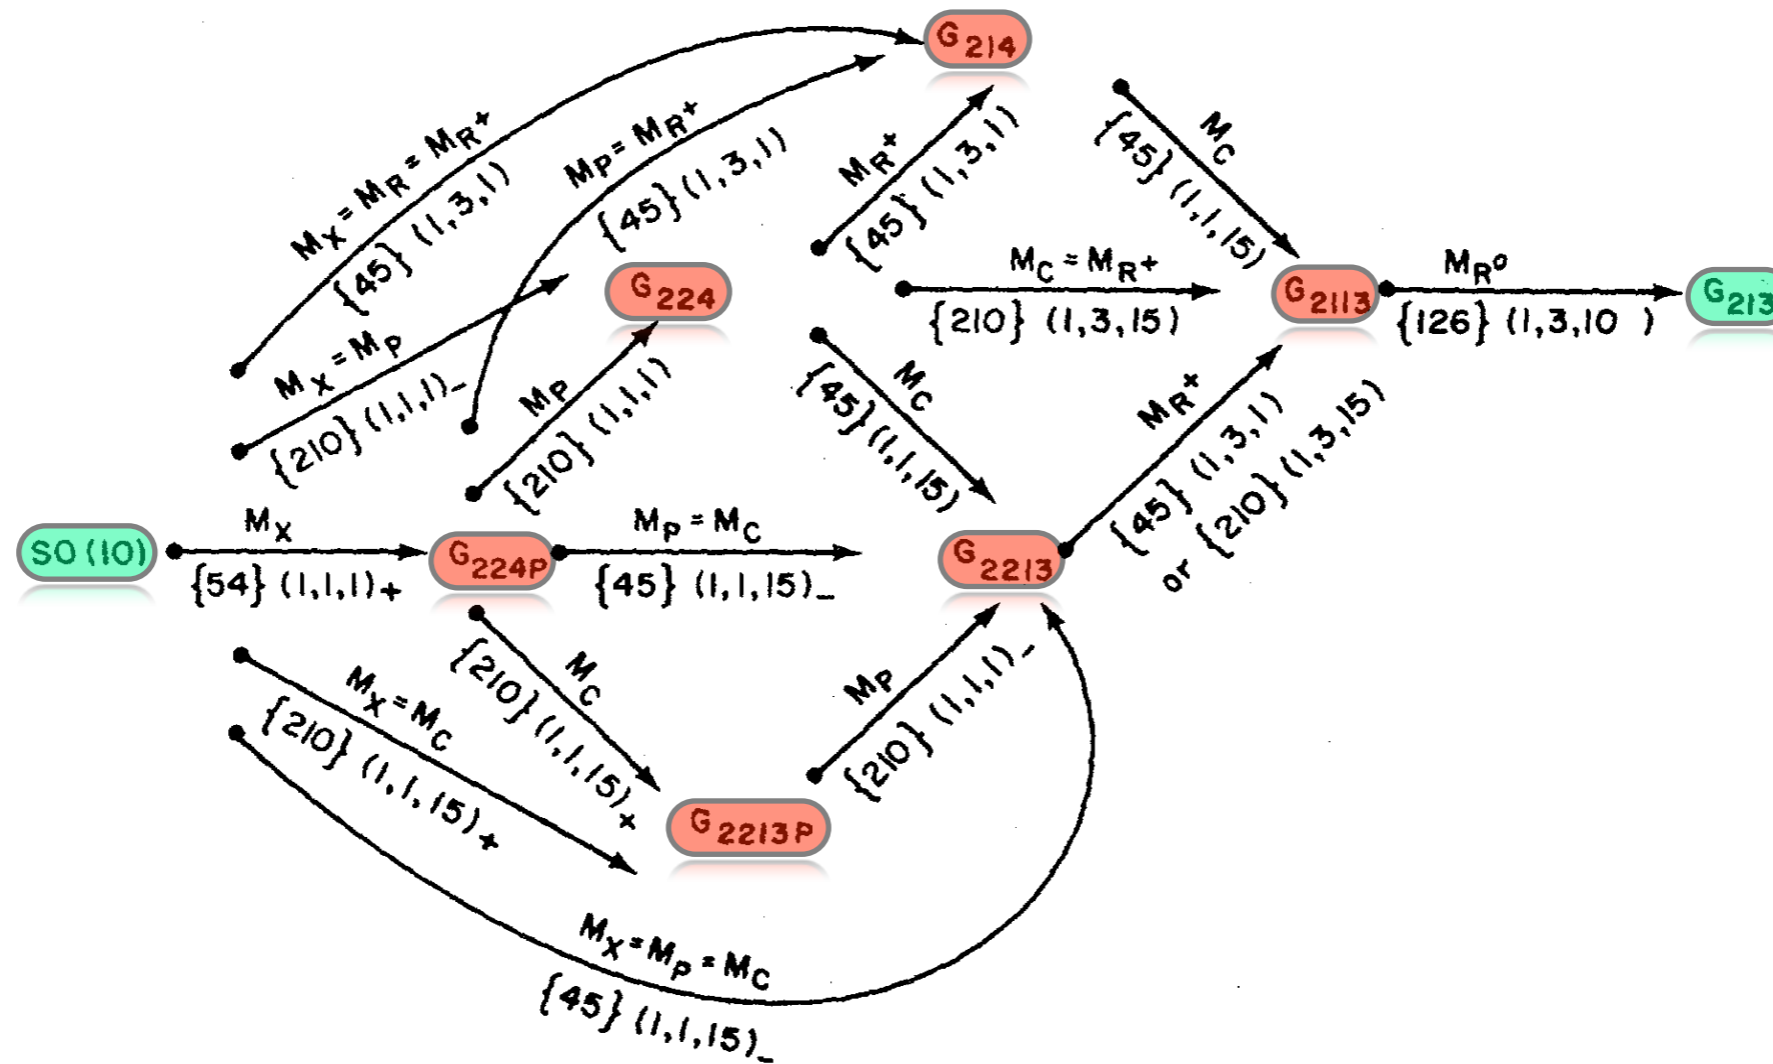 G214
Mx = MR = MR+
{45} (1,3,1)
MP = MR+
{45} (1,3,1)
MR+
{45} (1,3,1)
MC
{45} (1,1,15)
Mx = MP
{210} (1,1,1)-
G224
MP
{210} (1,1,1)
MC = MR+
{210} (1,3,15)
G2113
MR0
{126} (1,3,10 )
G213
MC
{45} (1,1,15)
MR+
{45} (1,3,1)
or {210} (1,3,15)
SO(10)
Mx
{54} (1,1,1)+
G224P
MP = MC
{45} (1,1,15)-
G2213
Mx = MC
{210} (1,1,15)+
MC
{210} (1,1,15)+
MP
{210} (1,1,1)-
G2213P
Mx = MP = MC
{45} (1,1,15)-